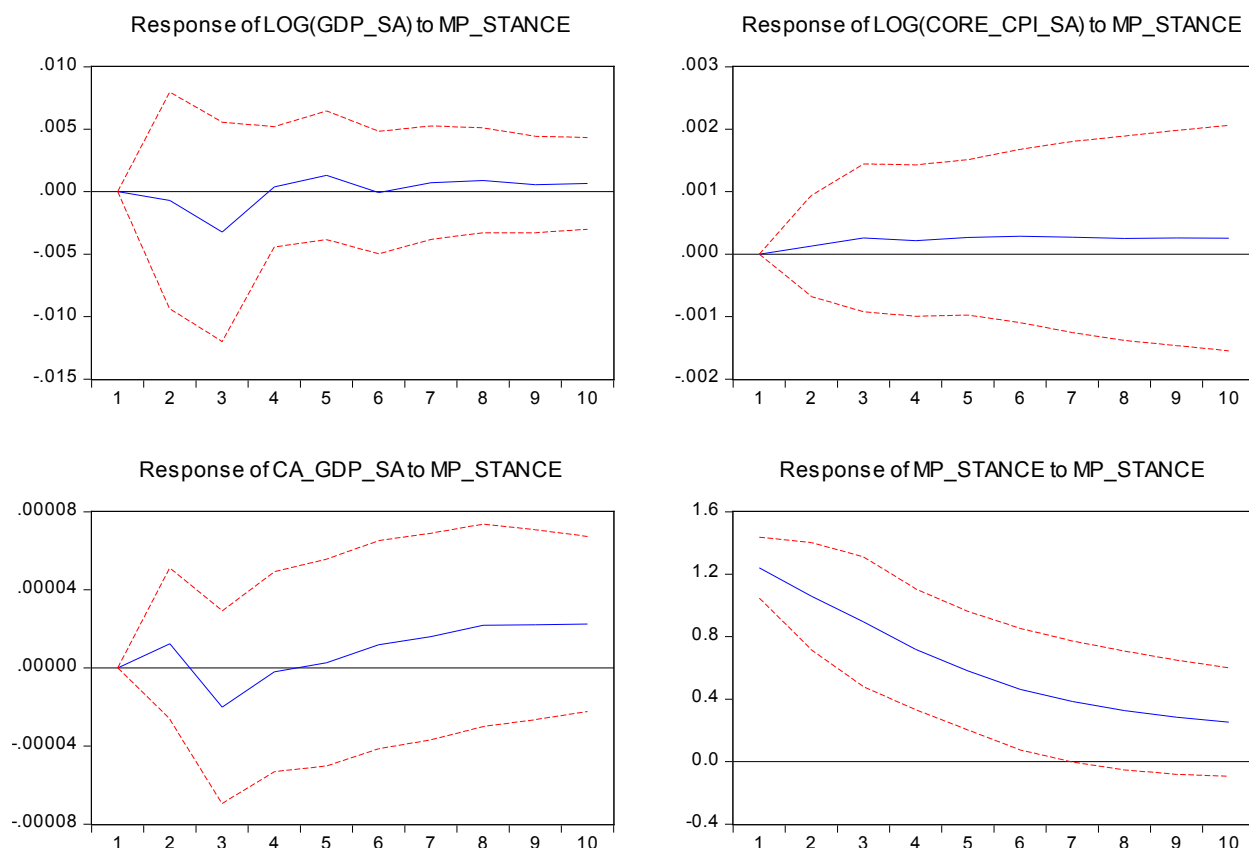 Response of LOG(GDP_SA) to MP_STANCE
.010
.005
.000
-.005
-.010
-.015
1 2 3 4 5 6 7 8 9 10
Response of LOG(CORE_CPI_SA) to MP_STANCE
.003
.002
.001
.000
-.001
-.002
1 2 3 4 5 6 7 8 9 10
Response of CA_GDP_SA to MP_STANCE
.00008
.00004
.00000
-.00004
-.00008
1 2 3 4 5 6 7 8 9 10
Response of MP_STANCE to MP_STANCE
1.6
1.2
0.8
0.4
0.0
-0.4
1 2 3 4 5 6 7 8 9 10